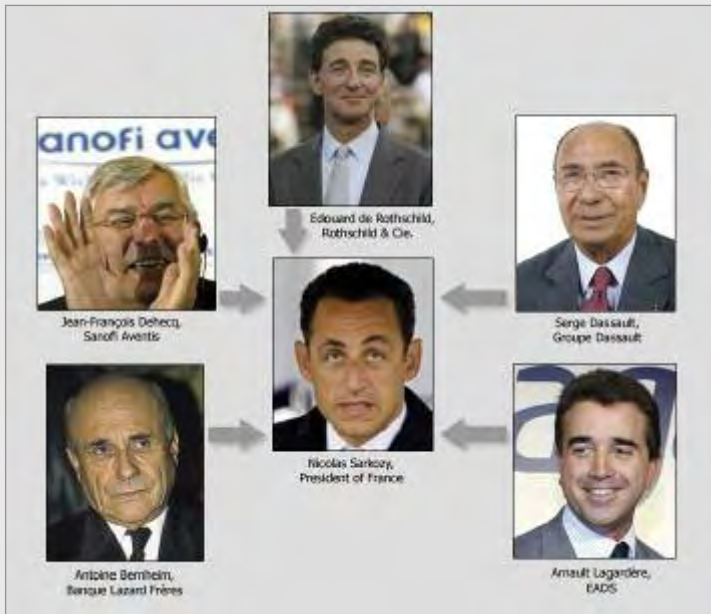 anofi ave
Edouard de Rothschild,
Rothschild & Cie.
Jean-François Dehecq,
Sanofi Aventis
Serge Dassault,
Groupe Dassault
Nicolas Sarkozy,
President of France
Antoine Bernheim,
Banque Lazard Frères
Arnault Lagardère,
EADS